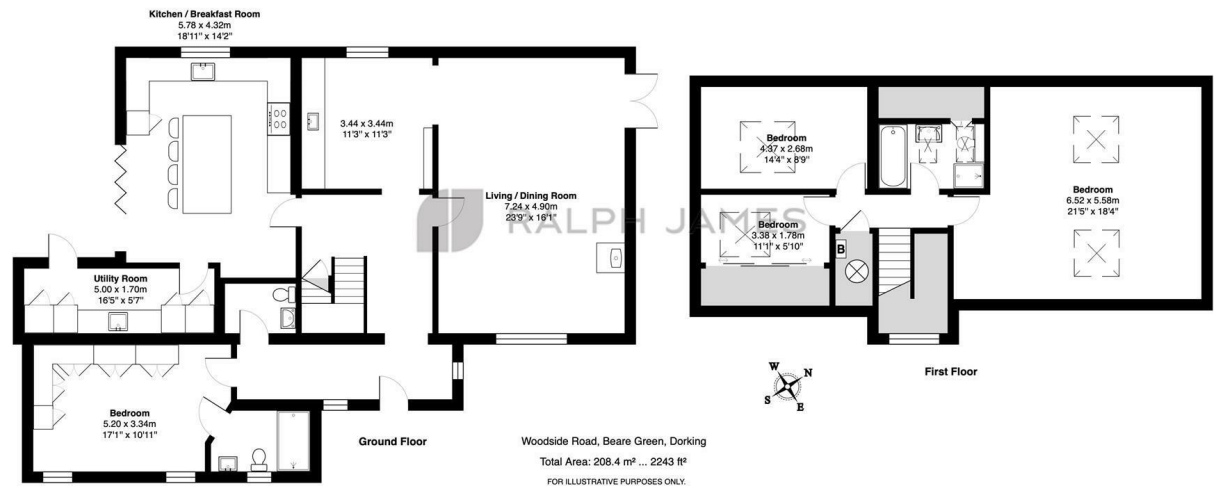 Kitchen / Breakfast Room
5.78 x 4.32m
18'11" x 14'2"
3.44 x 3.44m
11'3" x 11'3"
Living / Dining Room
7.24 x 4.90m
23'9" x 16'1"
RALPH JAMES
Utility Room
5.00 x 1.70m
16'5" x 5'7"
Bedroom
5.20 x 3.34m
17'1" x 10'11"
Ground Floor
Bedroom
4.37 x 2.68m
14'4" x 8'9"
Bedroom
3.38 x 1.78m
11'1" x 5'10"
B
Bedroom
6.52 x 5.58m
21'5" x 18'4"
First Floor
W
N
S
E
Woodside Road, Beare Green, Dorking
Total Area: 208.4 m² ... 2243 ft²
FOR ILLUSTRATIVE PURPOSES ONLY.